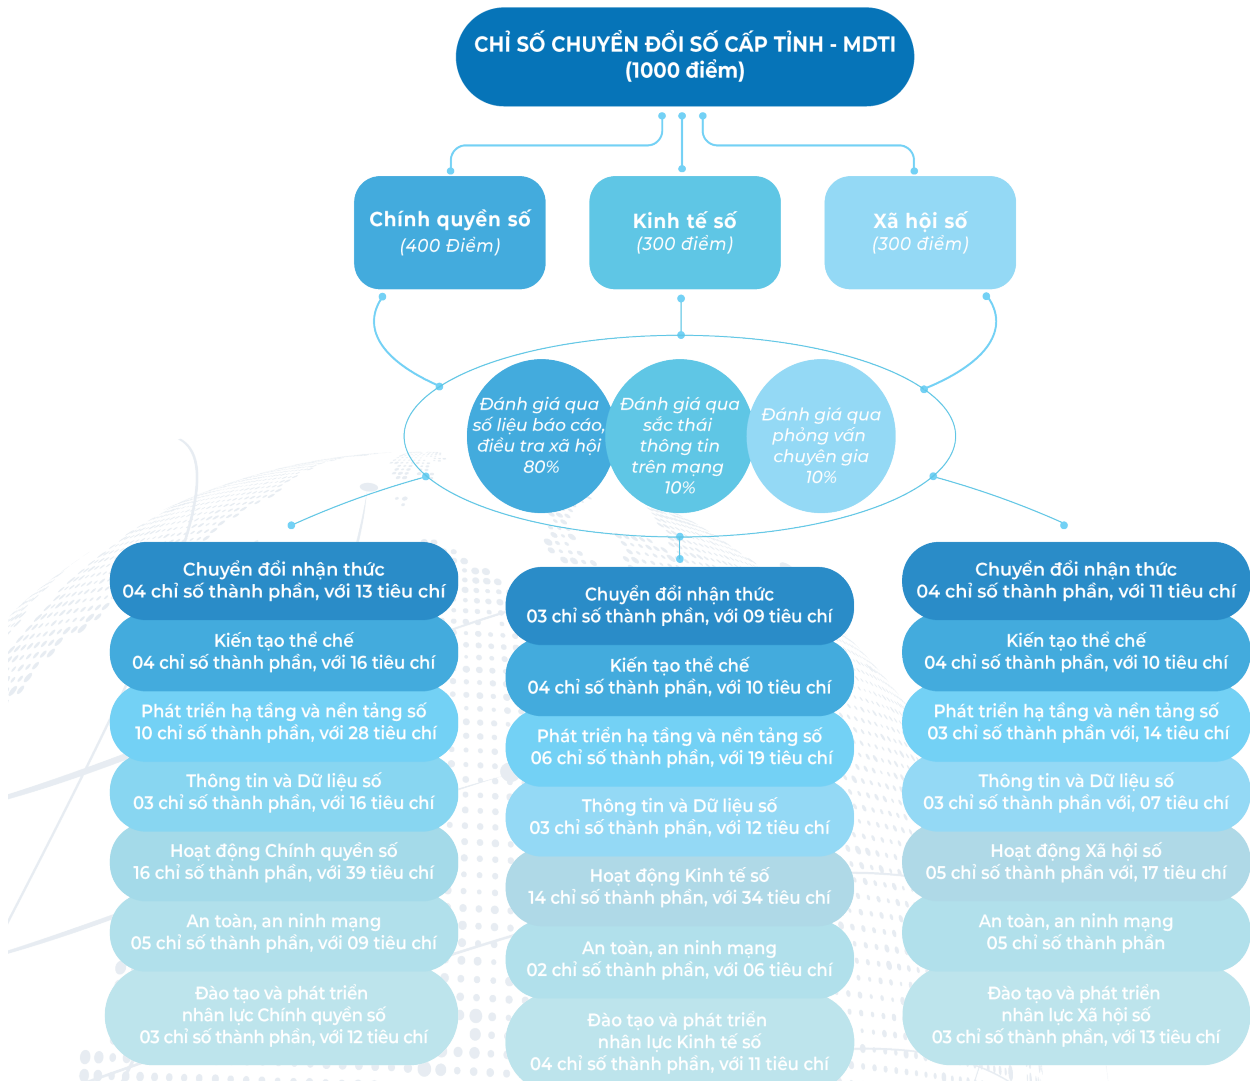 CHỈ SỐ CHUYỂN ĐỔI SỐ CẤP TỈNH - MDTI
(1000 điểm)
Chính quyền số
(400 Điểm)
Kinh tế số
(300 điểm)
Xã hội số
(300 điểm)
Đánh giá qua
số liệu báo cáo,
điều tra xã hội
80%
Đánh giá qua
sắc thái
thông tin
trên mạng
10%
Đánh giá qua
phỏng vấn
chuyên gia
10%
Chuyển đổi nhận thức
04 chỉ số thành phần, với 13 tiêu chí
Kiến tạo thể chế
04 chỉ số thành phần, với 16 tiêu chí
Phát triển hạ tầng và nền tảng số
10 chỉ số thành phần, với 28 tiêu chí
Thông tin và Dữ liệu số
03 chỉ số thành phần, với 16 tiêu chí
Hoạt động Chính quyền số
16 chỉ số thành phần, với 39 tiêu chí
An toàn, an ninh mạng
05 chỉ số thành phần, với 09 tiêu chí
Đào tạo và phát triển
nhân lực Chính quyền số
03 chỉ số thành phần, với 12 tiêu chí
Chuyển đổi nhận thức
03 chỉ số thành phần, với 09 tiêu chí
Kiến tạo thể chế
04 chỉ số thành phần, với 10 tiêu chí
Phát triển hạ tầng và nền tảng số
06 chỉ số thành phần, với 19 tiêu chí
Thông tin và Dữ liệu số
03 chỉ số thành phần, với 12 tiêu chí
Hoạt động Kinh tế số
14 chỉ số thành phần, với 34 tiêu chí
An toàn, an ninh mạng
02 chỉ số thành phần, với 06 tiêu chí
Đào tạo và phát triển
nhân lực Kinh tế số
04 chỉ số thành phần, với 11 tiêu chí
Chuyển đổi nhận thức
04 chỉ số thành phần, với 11 tiêu chí
Kiến tạo thể chế
04 chỉ số thành phần, với 10 tiêu chí
Phát triển hạ tầng và nền tảng số
03 chỉ số thành phần với, 14 tiêu chí
Thông tin và Dữ liệu số
03 chỉ số thành phần với, 07 tiêu chí
Hoạt động Xã hội số
05 chỉ số thành phần với, 17 tiêu chí
An toàn, an ninh mạng
05 chỉ số thành phần
Đào tạo và phát triển
nhân lực Xã hội số
03 chỉ số thành phần, với 13 tiêu chí